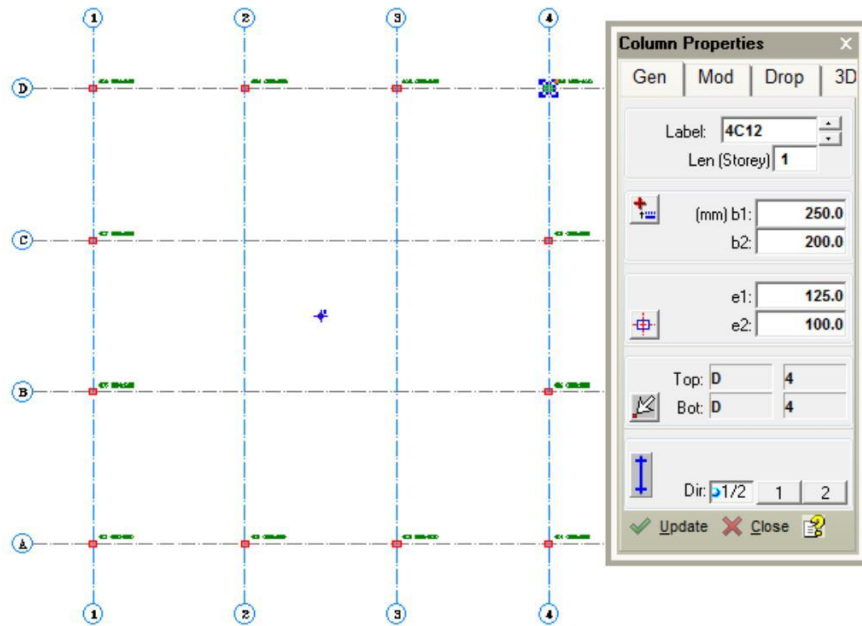 1 2 3 4
D
C
B
A
1 2 3 4
Column Properties X
Gen Mod Drop 3D
Label: 4C12
Len (Storey) 1
(mm) b1: 250.0
b2: 200.0
e1: 125.0
e2: 100.0
Top: D 4
Bot: D 4
Dir: 1/2 1 2
Update Close